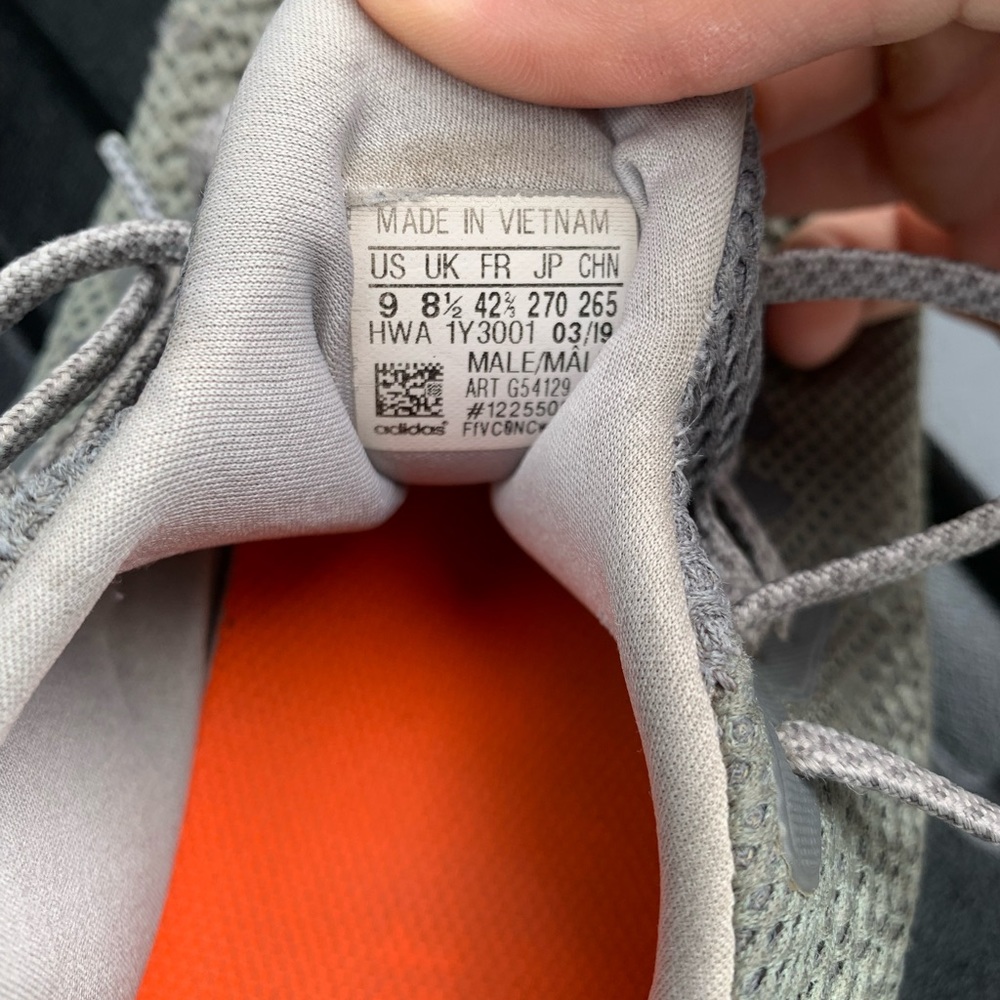 MADE IN VIETNAM
US UK FR JP CHN
9 8½ 42⅔ 270 265
HWA 1Y3001 03/19
MALE/MÂL
ART G54129
#122550
adidas